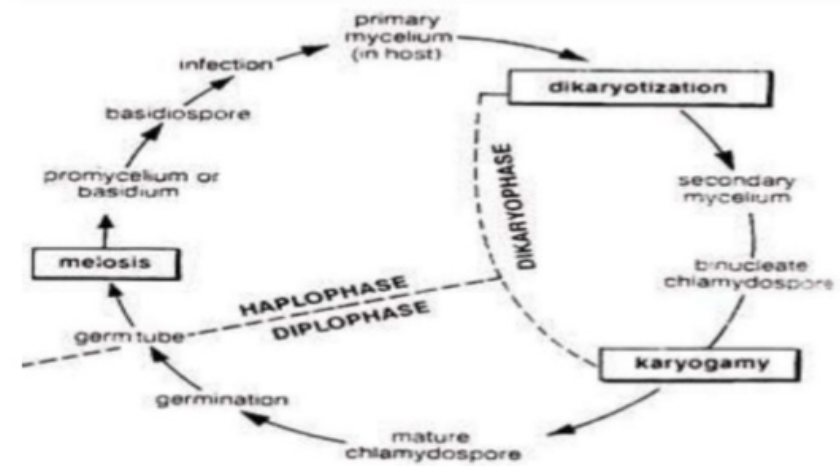 primary
mycelium
(in host)
infection
dikaryotization
basidiospore
promycelium or
basidium
DIKARYOPHASE
secondary
mycelium
meiosis
binucleate
chlamydospore
HAPLOPHASE
DIPLOPHASE
germ tube
karyogamy
germination
mature
chlamydospore